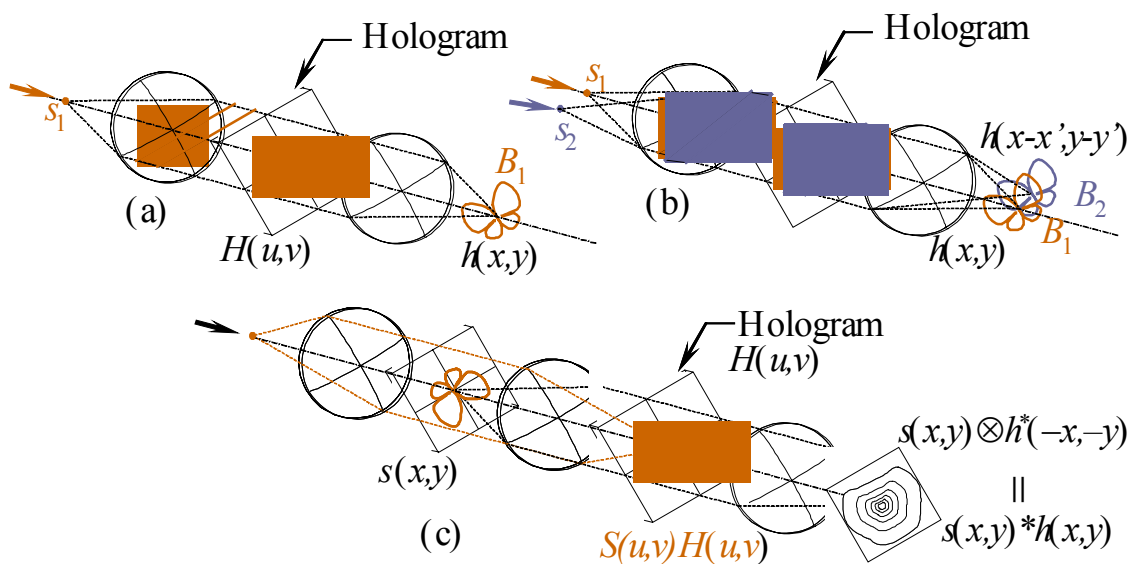 Hologram
s₁
B₁
(a)
H(u,v)
h(x,y)
Hologram
s₁
s₂
h(x-x’,y-y’)
(b)
B₂
B₁
h(x,y)
Hologram
H(u,v)
s(x,y)
s(x,y)⊗h*(–x,–y)
||
s(x,y)*h(x,y)
(c)
S(u,v)H(u,v)